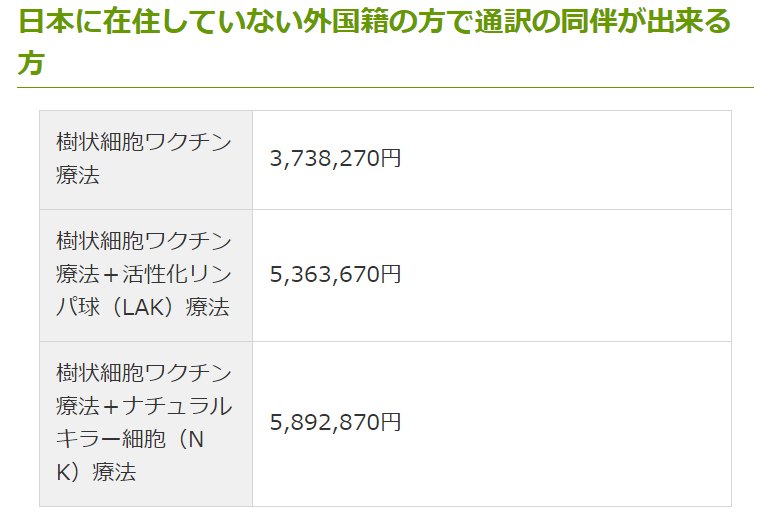 日本に在住していない外国籍の方で通訳の同伴が出来る
方
樹状細胞ワクチン
療法
3,738,270円
樹状細胞ワクチン
療法＋活性化リン
パ球（LAK）療法
5,363,670円
樹状細胞ワクチン
療法＋ナチュラル
キラー細胞（N
K）療法
5,892,870円